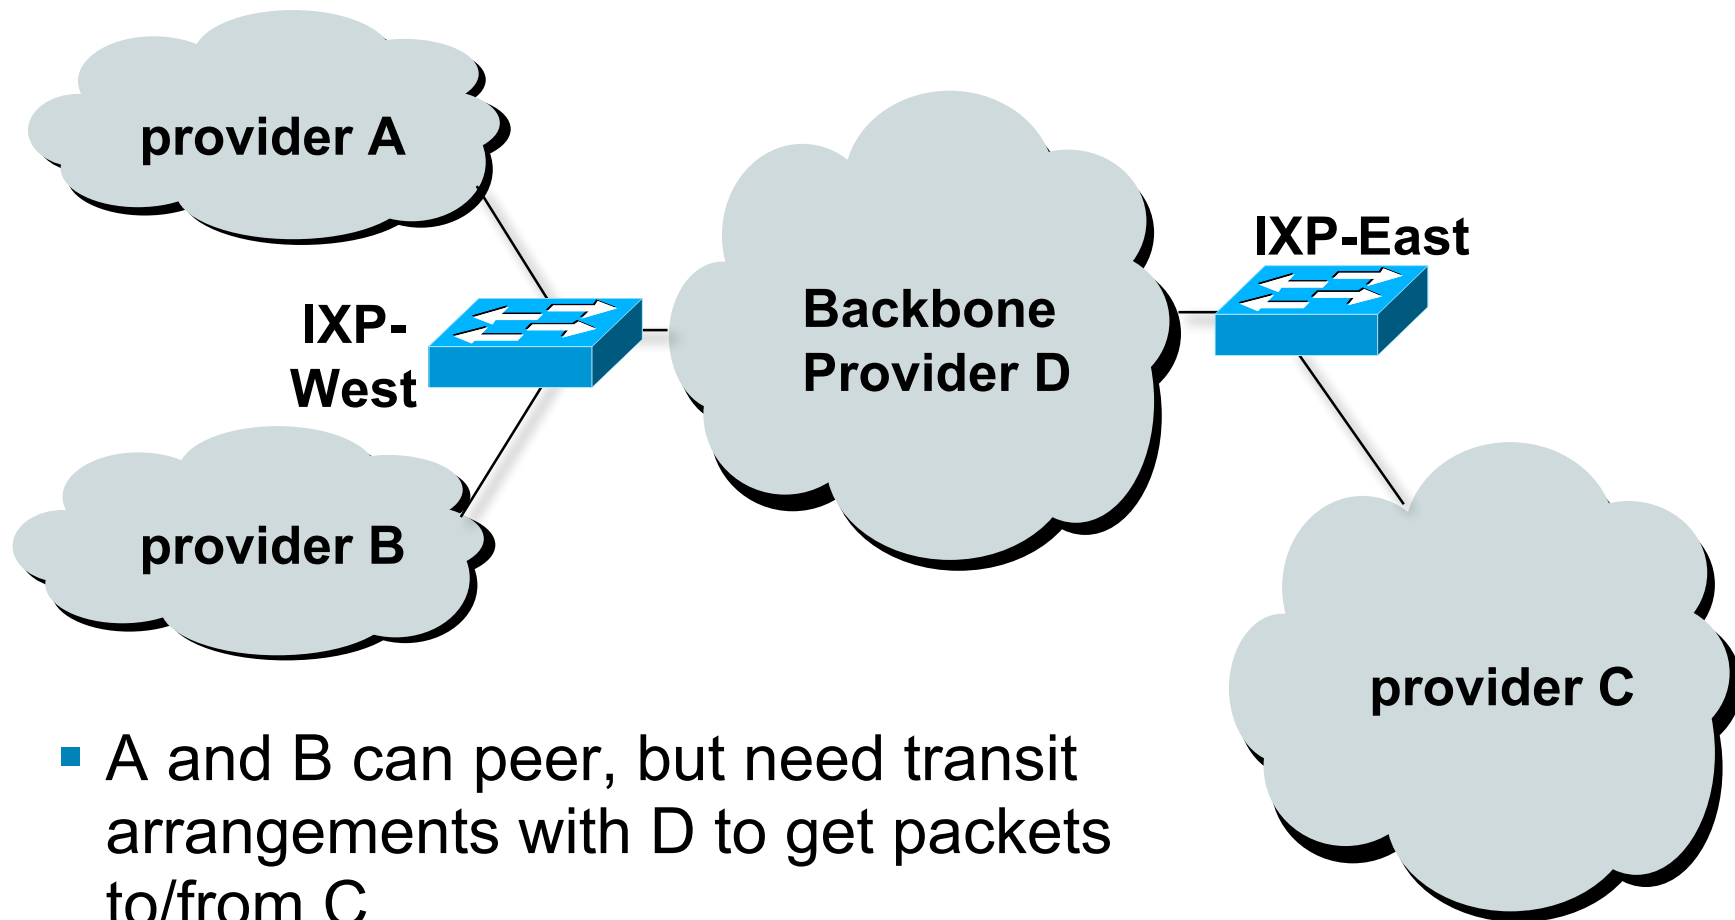 provider A
IXP-East
IXP-
West
Backbone
Provider D
provider B
provider C
A and B can peer, but need transit
arrangements with D to get packets
to/from C